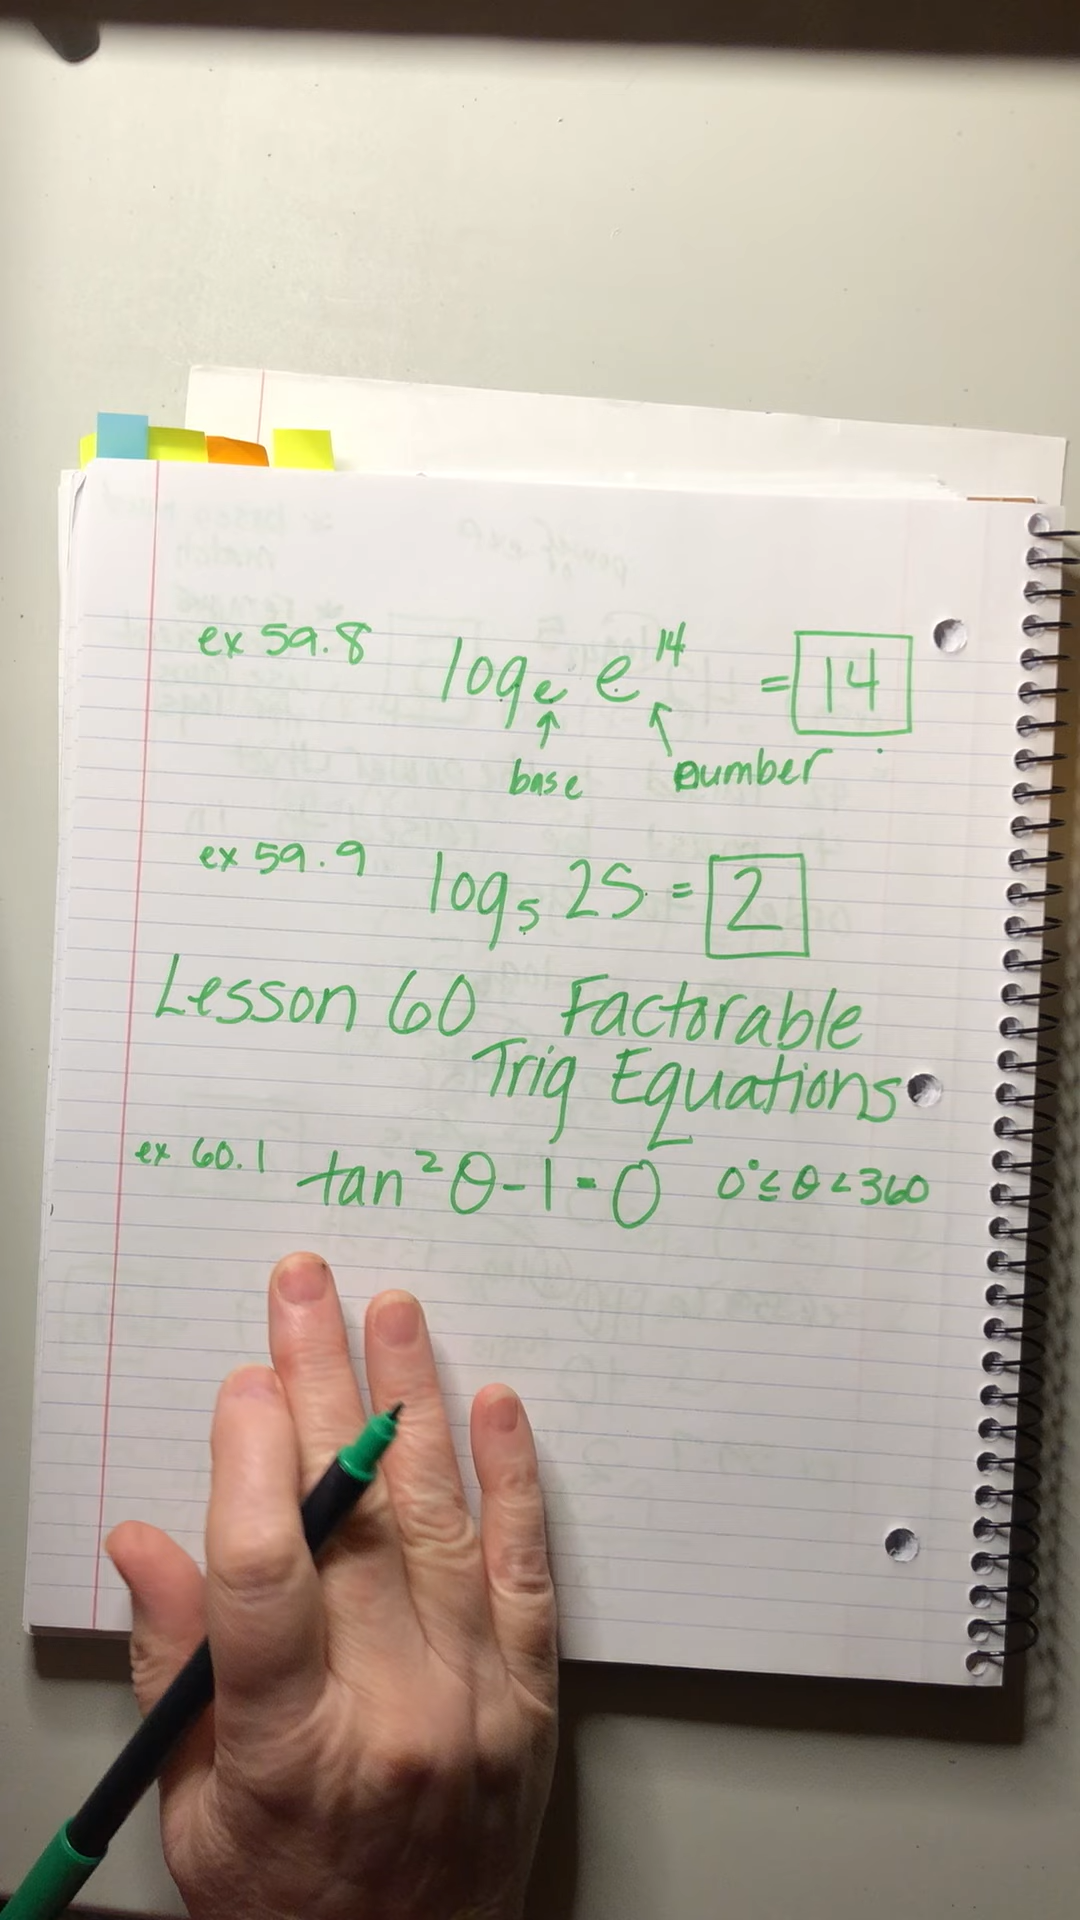 ex 59.8 logₑ e¹⁴ = 14
base number
ex 59.9 log₅ 25 = 2
Lesson 60 Factorable
Trig Equations
ex 60.1 tan² θ - 1 = 0 0° ≤ θ < 360